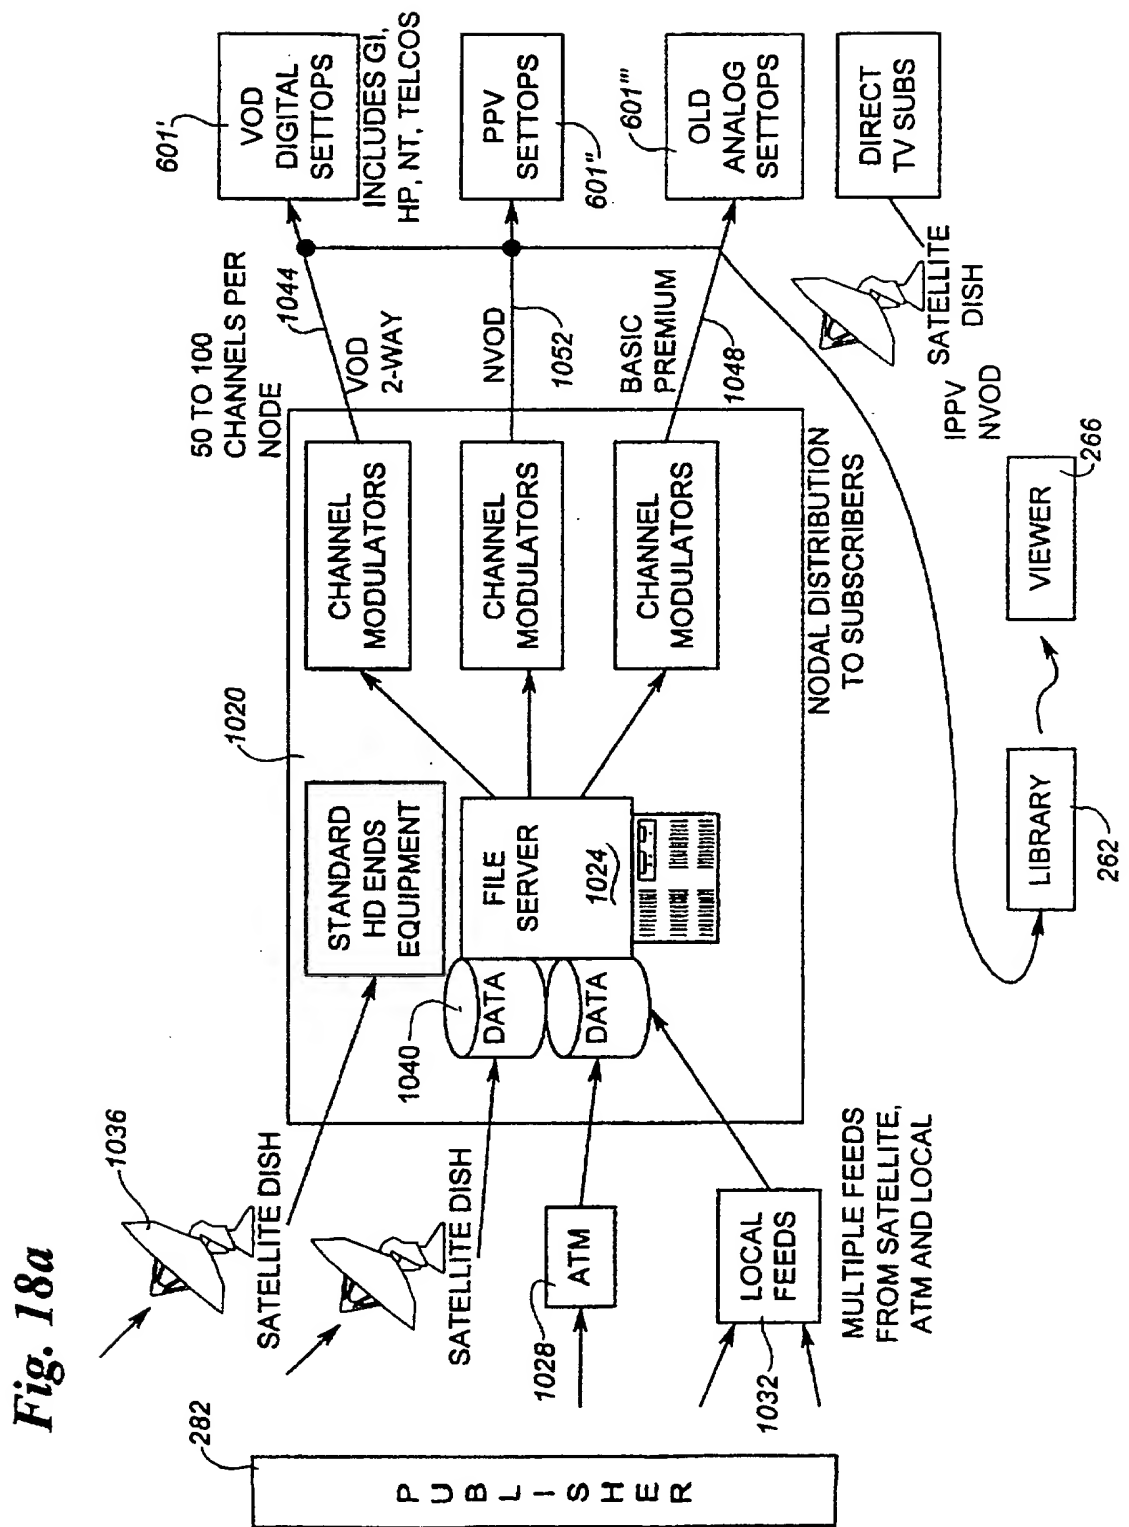 Fig. 18a
282
PUBLISHER
1036
SATELLITE DISH
SATELLITE DISH
1028
ATM
1032
LOCAL
FEEDS
MULTIPLE FEEDS
FROM SATELLITE,
ATM AND LOCAL
1020
STANDARD
HD ENDS
EQUIPMENT
1040
DATA
DATA
FILE
SERVER
1024
CHANNEL
MODULATORS
CHANNEL
MODULATORS
CHANNEL
MODULATORS
NODAL DISTRIBUTION
TO SUBSCRIBERS
50 TO 100
CHANNELS PER
NODE
1044
VOD
2-WAY
NVOD
1052
BASIC
PREMIUM
1048
601'
VOD
DIGITAL
SETTOPS
INCLUDES GI,
HP, NT, TELCOS
PPV
SETTOPS
601"
601'''
OLD
ANALOG
SETTOPS
DIRECT
TV SUBS
SATELLITE
DISH
IPPV
NVOD
LIBRARY
262
VIEWER
266